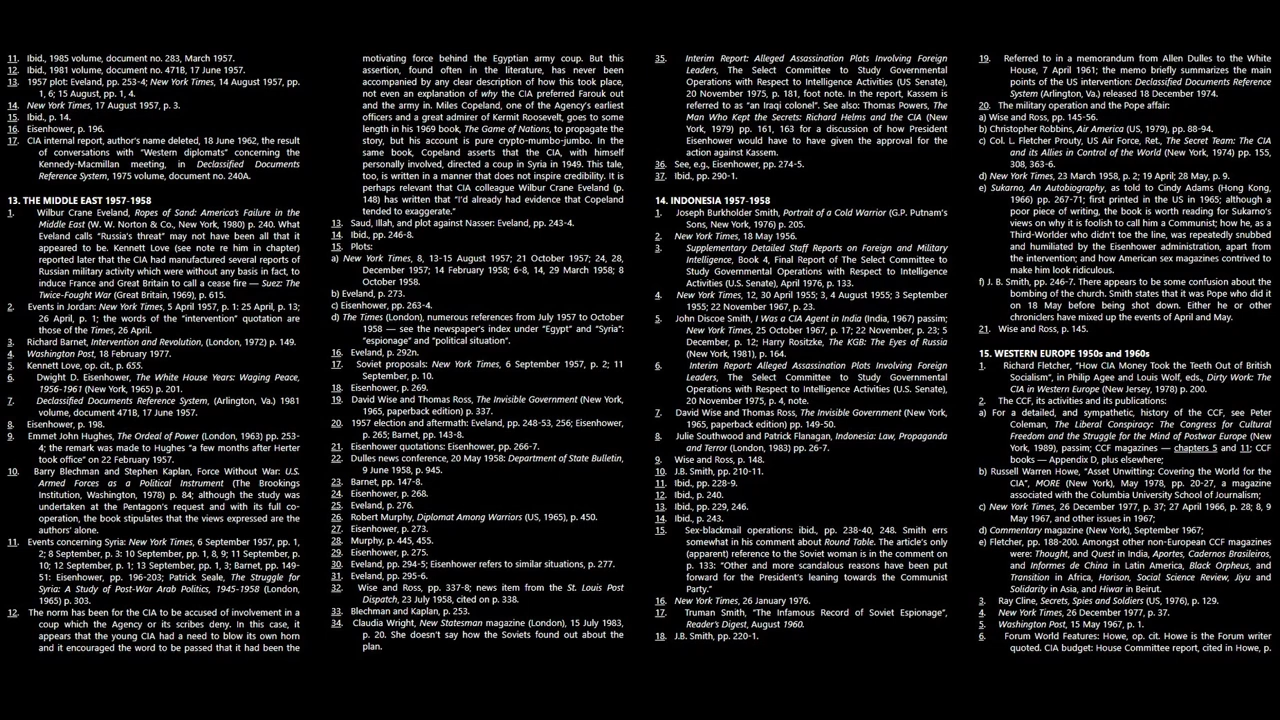 11. Ibid., 1985 volume, document no. 283, March 1957.
12. Ibid., 1981 volume, document no. 471B, 17 June 1957.
13. 1957 plot: Eveland, pp. 253-4; New York Times, 14 August 1957, pp.
1, 6; 15 August, pp. 1, 4.
14. New York Times, 17 August 1957, p. 3.
15. Ibid., p. 14.
16. Eisenhower, p. 196.
17. CIA internal report, author's name deleted, 18 June 1962, the result
of conversations with "Western diplomats" concerning the
Kennedy-Macmillan meeting, in Declassified Documents
Reference System, 1975 volume, document no. 240A.
13. THE MIDDLE EAST 1957-1958
1. Wilbur Crane Eveland, Ropes of Sand: America's Failure in the
Middle East (W. W. Norton & Co., New York, 1980) p. 240. What
Eveland calls "Russia's threat" may not have been all that it
appeared to be. Kennett Love (see note re him in chapter)
reported later that the CIA had manufactured several reports of
Russian military activity which were without any basis in fact, to
induce France and Great Britain to call a cease fire — Suez: The
Twice-Fought War (Great Britain, 1969), p. 615.
2. Events in Jordan: New York Times, 5 April 1957, p. 1: 25 April, p. 13;
26 April, p. 1; the words of the "intervention" quotation are
those of the Times, 26 April.
3. Richard Barnet, Intervention and Revolution, (London, 1972) p. 149.
4. Washington Post, 18 February 1977.
5. Kennett Love, op. cit., p. 655.
6. Dwight D. Eisenhower, The White House Years: Waging Peace,
1956-1961 (New York, 1965) p. 201.
7. Declassified Documents Reference System, (Arlington, Va.) 1981
volume, document 471B, 17 June 1957.
8. Eisenhower, p. 198.
9. Emmet John Hughes, The Ordeal of Power (London, 1963) pp. 253-
4; the remark was made to Hughes "a few months after Herter
took office" on 22 February 1957.
10. Barry Blechman and Stephen Kaplan, Force Without War: U.S.
Armed Forces as a Political Instrument (The Brookings
Institution, Washington, 1978) p. 84; although the study was
undertaken at the Pentagon's request and with its full co-
operation, the book stipulates that the views expressed are the
authors' alone.
11. Events concerning Syria: New York Times, 6 September 1957, pp. 1,
2; 8 September, p. 3: 10 September, pp. 1, 8, 9; 11 September, p.
10; 12 September, p. 1; 13 September, pp. 1, 3; Barnet, pp. 149-
51: Eisenhower, pp. 196-203; Patrick Seale, The Struggle for
Syria: A Study of Post-War Arab Politics, 1945-1958 (London,
1965) p. 303.
12. The norm has been for the CIA to be accused of involvement in a
coup which the Agency or its scribes deny. In this case, it
appears that the young CIA had a need to blow its own horn
and it encouraged the word to be passed that it had been the
motivating force behind the Egyptian army coup. But this
assertion, found often in the literature, has never been
accompanied by any clear description of how this took place,
not even an explanation of why the CIA preferred Farouk out
and the army in. Miles Copeland, one of the Agency's earliest
officers and a great admirer of Kermit Roosevelt, goes to some
length in his 1969 book, The Game of Nations, to propagate the
story, but his account is pure crypto-mumbo-jumbo. In the
same book, Copeland asserts that the CIA, with himself
personally involved, directed a coup in Syria in 1949. This tale,
too, is written in a manner that does not inspire credibility. It is
perhaps relevant that CIA colleague Wilbur Crane Eveland (p.
148) has written that "I'd already had evidence that Copeland
tended to exaggerate."
13. Saud, Illah, and plot against Nasser: Eveland, pp. 243-4.
14. Ibid, pp. 246-8.
15. Plots:
a) New York Times, 8, 13-15 August 1957; 21 October 1957; 24, 28,
December 1957; 14 February 1958; 6-8, 14, 29 March 1958; 8
October 1958.
b) Eveland, p. 273.
c) Eisenhower, pp. 263-4.
d) The Times (London), numerous references from July 1957 to October
1958 — see the newspaper's index under "Egypt" and "Syria":
"espionage" and "political situation".
16. Eveland, p. 292n.
17. Soviet proposals: New York Times, 6 September 1957, p. 2; 11
September, p. 10.
18. Eisenhower, p. 269.
19. David Wise and Thomas Ross, The Invisible Government (New York,
1965, paperback edition) p. 337.
20. 1957 election and aftermath: Eveland, pp. 248-53, 256; Eisenhower,
p. 265; Barnet, pp. 143-8.
21. Eisenhower quotations: Eisenhower, pp. 266-7.
22. Dulles news conference, 20 May 1958: Department of State Bulletin,
9 June 1958, p. 945.
23. Barnet, pp. 147-8.
24. Eisenhower, p. 268.
25. Eveland, p. 276.
26. Robert Murphy, Diplomat Among Warriors (US, 1965), p. 450.
27. Eisenhower, p. 273.
28. Murphy, p. 445, 455.
29. Eisenhower, p. 275.
30. Eveland, pp. 294-5; Eisenhower refers to similar situations, p. 277.
31. Eveland, pp. 295-6.
32. Wise and Ross, pp. 337-8; news item from the St. Louis Post
Dispatch, 23 July 1958, cited on p. 338.
33. Blechman and Kaplan, p. 253.
34. Claudia Wright, New Statesman magazine (London), 15 July 1983,
p. 20. She doesn't say how the Soviets found out about the
plan.
35. Interim Report: Alleged Assassination Plots Involving Foreign
Leaders, The Select Committee to Study Governmental
Operations with Respect to Intelligence Activities (US Senate),
20 November 1975, p. 181, foot note. In the report, Kassem is
referred to as "an Iraqi colonel". See also: Thomas Powers, The
Man Who Kept the Secrets: Richard Helms and the CIA (New
York, 1979) pp. 161, 163 for a discussion of how President
Eisenhower would have to have given the approval for the
action against Kassem.
36. See, e.g., Eisenhower, pp. 274-5.
37. Ibid., pp. 290-1.
14. INDONESIA 1957-1958
1. Joseph Burkholder Smith, Portrait of a Cold Warrior (G.P. Putnam's
Sons, New York, 1976) p. 205.
2. New York Times, 18 May 1956.
3. Supplementary Detailed Staff Reports on Foreign and Military
Intelligence, Book 4, Final Report of The Select Committee to
Study Governmental Operations with Respect to Intelligence
Activities (U.S. Senate), April 1976, p. 133.
4. New York Times, 12, 30 April 1955; 3, 4 August 1955; 3 September
1955; 22 November 1967, p. 23.
5. John Discoe Smith, I Was a CIA Agent in India (India, 1967) passim;
New York Times, 25 October 1967, p. 17; 22 November, p. 23; 5
December, p. 12; Harry Rositzke, The KGB: The Eyes of Russia
(New York, 1981), p. 164.
6. Interim Report: Alleged Assassination Plots Involving Foreign
Leaders, The Select Committee to Study Governmental
Operations with Respect to Intelligence Activities (U.S. Senate),
20 November 1975, p. 4, note.
7. David Wise and Thomas Ross, The Invisible Government (New York,
1965, paperback edition) pp. 149-50.
8. Julie Southwood and Patrick Flanagan, Indonesia: Law, Propaganda
and Terror (London, 1983) pp. 26-7.
9. Wise and Ross, p. 148.
10. J.B. Smith, pp. 210-11.
11. Ibid., pp. 228-9.
12. Ibid., p. 240.
13. Ibid., pp. 229, 246.
14. Ibid., p. 243.
15. Sex-blackmail operations: ibid., pp. 238-40, 248. Smith errs
somewhat in his comment about Round Table. The article's only
(apparent) reference to the Soviet woman is in the comment on
p. 133: "Other and more scandalous reasons have been put
forward for the President's leaning towards the Communist
Party."
16. New York Times, 26 January 1976.
17. Truman Smith, "The Infamous Record of Soviet Espionage",
Reader's Digest, August 1960.
18. J.B. Smith, pp. 220-1.
19. Referred to in a memorandum from Allen Dulles to the White
House, 7 April 1961; the memo briefly summarizes the main
points of the US intervention: Declassified Documents Reference
System (Arlington, Va.) released 18 December 1974.
20. The military operation and the Pope affair:
a) Wise and Ross, pp. 145-56.
b) Christopher Robbins, Air America (US, 1979), pp. 88-94.
c) Col. L. Fletcher Prouty, US Air Force, Ret., The Secret Team: The CIA
and its Allies in Control of the World (New York, 1974) pp. 155,
308, 363-6.
d) New York Times, 23 March 1958, p. 2; 19 April; 28 May, p. 9.
e) Sukarno, An Autobiography, as told to Cindy Adams (Hong Kong,
1966) pp. 267-71; first printed in the US in 1965; although a
poor piece of writing, the book is worth reading for Sukarno's
views on why it is foolish to call him a Communist; how he, as a
Third-Worlder who didn't toe the line, was repeatedly snubbed
and humiliated by the Eisenhower administration, apart from
the intervention; and how American sex magazines contrived to
make him look ridiculous.
f) J. B. Smith, pp. 246-7. There appears to be some confusion about the
bombing of the church. Smith states that it was Pope who did it
on 18 May before being shot down. Either he or other
chroniclers have mixed up the events of April and May.
21. Wise and Ross, p. 145.
15. WESTERN EUROPE 1950s and 1960s
1. Richard Fletcher, "How CIA Money Took the Teeth Out of British
Socialism", in Philip Agee and Louis Wolf, eds., Dirty Work: The
CIA in Western Europe (New Jersey, 1978) p. 200.
2. The CCF, its activities and its publications:
a) For a detailed, and sympathetic, history of the CCF, see Peter
Coleman, The Liberal Conspiracy: The Congress for Cultural
Freedom and the Struggle for the Mind of Postwar Europe (New
York, 1989), passim; CCF magazines — chapters 5 and 11; CCF
books — Appendix D, plus elsewhere;
b) Russell Warren Howe, "Asset Unwitting: Covering the World for the
CIA", MORE (New York), May 1978, pp. 20-27, a magazine
associated with the Columbia University School of Journalism;
c) New York Times, 26 December 1977, p. 37; 27 April 1966, p. 28; 8, 9
May 1967, and other issues in 1967;
d) Commentary magazine (New York), September 1967;
e) Fletcher, pp. 188-200. Amongst other non-European CCF magazines
were: Thought, and Quest in India, Aportes, Cadernos Brasileiros,
and Informes de China in Latin America, Black Orpheus, and
Transition in Africa, Horison, Social Science Review, Jiyu and
Solidarity in Asia, and Hiwar in Beirut.
3. Ray Cline, Secrets, Spies and Soldiers (US, 1976), p. 129.
4. New York Times, 26 December 1977, p. 37.
5. Washington Post, 15 May 1967, p. 1.
6. Forum World Features: Howe, op. cit. Howe is the Forum writer
quoted. CIA budget: House Committee report, cited in Howe, p.